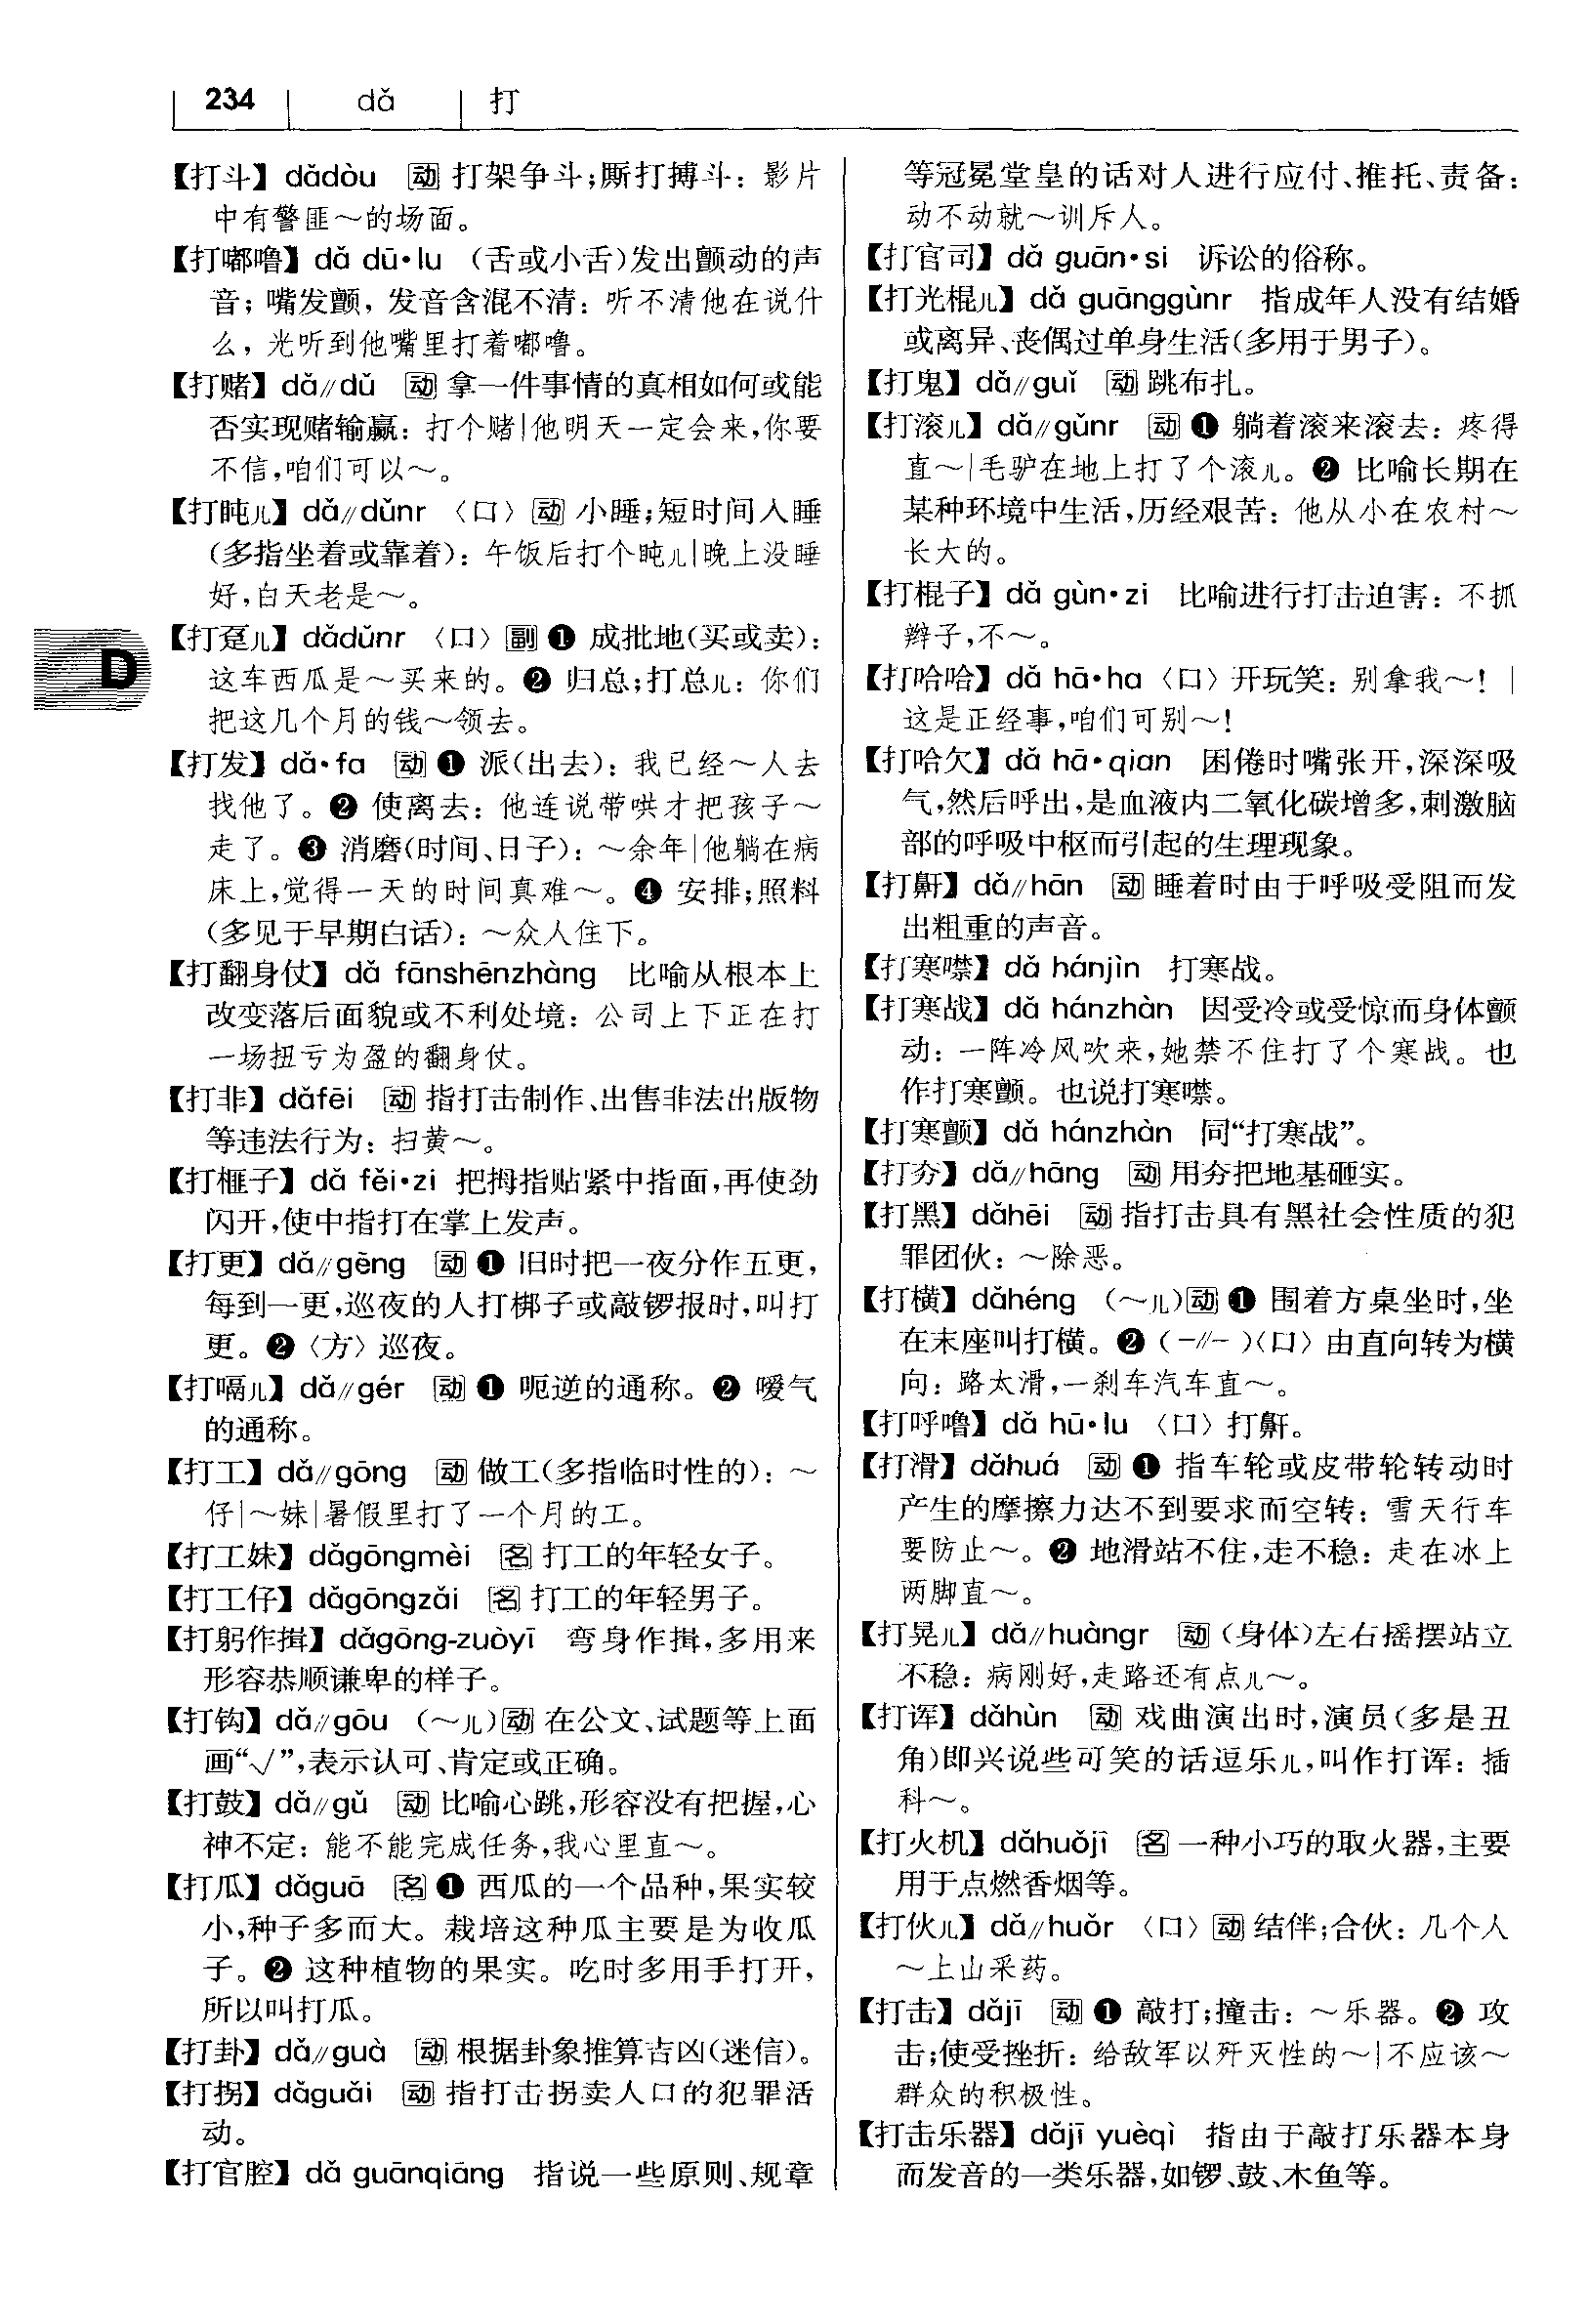 234 dǎ 打
【打斗】dǎdòu 动 打架争斗；厮打搏斗：影片
中有警匪～的场面。
【打嘟噜】dǎ dū•lu （舌或小舌）发出颤动的声
音；嘴发颤，发音含混不清：听不清他在说什
么，光听到他嘴里打着嘟噜。
【打赌】dǎ//dǔ 动 拿一件事情的真相如何或能
否实现赌输赢：打个赌|他明天一定会来，你要
不信，咱们可以～。
【打盹儿】dǎ//dǔnr 〈口〉动 小睡；短时间入睡
（多指坐着或靠着）：午饭后打个盹儿|晚上没睡
好，白天老是～。
【打趸儿】dǎdǔnr 〈口〉副 ❶ 成批地（买或卖）：
这车西瓜是～买来的。❷ 归总；打总儿：你们
把这几个月的钱～领去。
D
【打发】dǎ•fa 动 ❶ 派（出去）：我已经～人去
找他了。❷ 使离去：他连说带哄才把孩子～
走了。❸ 消磨（时间、日子）：～余年|他躺在病
床上，觉得一天的时间真难～。❹ 安排；照料
（多见于早期白话）：～众人住下。
【打翻身仗】dǎ fānshēnzhàng 比喻从根本上
改变落后面貌或不利处境：公司上下正在打
一场扭亏为盈的翻身仗。
【打非】dǎfēi 动 指打击制作、出售非法出版物
等违法行为：扫黄～。
【打榧子】dǎ fěi•zi 把拇指贴紧中指面，再使劲
闪开，使中指打在掌上发声。
【打更】dǎ//gēng 动 ❶ 旧时把一夜分作五更，
每到一更，巡夜的人打梆子或敲锣报时，叫打
更。❷〈方〉巡夜。
【打嗝儿】dǎ//gér 动 ❶ 呃逆的通称。❷ 嗳气
的通称。
【打工】dǎ//gōng 动 做工（多指临时性的）：～
仔|～妹|暑假里打了一个月的工。
【打工妹】dǎgōngmèi 名 打工的年轻女子。
【打工仔】dǎgōngzǎi 名 打工的年轻男子。
【打躬作揖】dǎgōng-zuòyī 弯身作揖，多用来
形容恭顺谦卑的样子。
【打钩】dǎ//gōu （～儿）动 在公文、试题等上面
画“√”，表示认可、肯定或正确。
【打鼓】dǎ//gǔ 动 比喻心跳，形容没有把握，心
神不定：能不能完成任务，我心里直～。
【打瓜】dǎguā 名 ❶ 西瓜的一个品种，果实较
小，种子多而大。栽培这种瓜主要是为收瓜
子。❷ 这种植物的果实。吃时多用手打开，
所以叫打瓜。
【打卦】dǎ//guà 动 根据卦象推算吉凶（迷信）。
【打拐】dǎguǎi 动 指打击拐卖人口的犯罪活
动。
【打官腔】dǎ guānqiāng 指说一些原则、规章
等冠冕堂皇的话对人进行应付、推托、责备：
动不动就～训斥人。
【打官司】dǎ guān•si 诉讼的俗称。
【打光棍儿】dǎ guānggùnr 指成年人没有结婚
或离异、丧偶过单身生活（多用于男子）。
【打鬼】dǎ//guǐ 动 跳布扎。
【打滚儿】dǎ//gǔnr 动 ❶ 躺着滚来滚去：疼得
直～|毛驴在地上打了个滚儿。❷ 比喻长期在
某种环境中生活，历经艰苦：他从小在农村～
长大的。
【打棍子】dǎ gùn•zi 比喻进行打击迫害：不抓
辫子，不～。
【打哈哈】dǎ hā•ha〈口〉开玩笑：别拿我～！|
这是正经事，咱们可别～！
【打哈欠】dǎ hā•qian 困倦时嘴张开，深深吸
气，然后呼出，是血液内二氧化碳增多，刺激脑
部的呼吸中枢而引起的生理现象。
【打鼾】dǎ//hān 动 睡着时由于呼吸受阻而发
出粗重的声音。
【打寒噤】dǎ hánjìn 打寒战。
【打寒战】dǎ hánzhàn 因受冷或受惊而身体颤
动：一阵冷风吹来，她禁不住打了个寒战。也
作打寒颤。也说打寒噤。
【打寒颤】dǎ hánzhàn 同“打寒战”。
【打夯】dǎ//hāng 动 用夯把地基砸实。
【打黑】dǎhēi 动 指打击具有黑社会性质的犯
罪团伙：～除恶。
【打横】dǎhéng （～儿）动 ❶ 围着方桌坐时，坐
在末座叫打横。❷（-//-）〈口〉由直向转为横
向：路太滑，一刹车汽车直～。
【打呼噜】dǎ hū•lu 〈口〉打鼾。
【打滑】dǎhuá 动 ❶ 指车轮或皮带轮转动时
产生的摩擦力达不到要求而空转：雪天行车
要防止～。❷ 地滑站不住，走不稳：走在冰上
两脚直～。
【打晃儿】dǎ//huàngr 动（身体）左右摇摆站立
不稳：病刚好，走路还有点儿～。
【打诨】dǎhùn 动 戏曲演出时，演员（多是丑
角）即兴说些可笑的话逗乐儿，叫作打诨：插
科～。
【打火机】dǎhuǒjī 名 一种小巧的取火器，主要
用于点燃香烟等。
【打伙儿】dǎ//huǒr 〈口〉动 结伴；合伙：几个人
～上山采药。
【打击】dǎjī 动 ❶ 敲打；撞击：～乐器。❷ 攻
击；使受挫折：给敌军以歼灭性的～|不应该～
群众的积极性。
【打击乐器】dǎjī yuèqì 指由于敲打乐器本身
而发音的一类乐器，如锣、鼓、木鱼等。